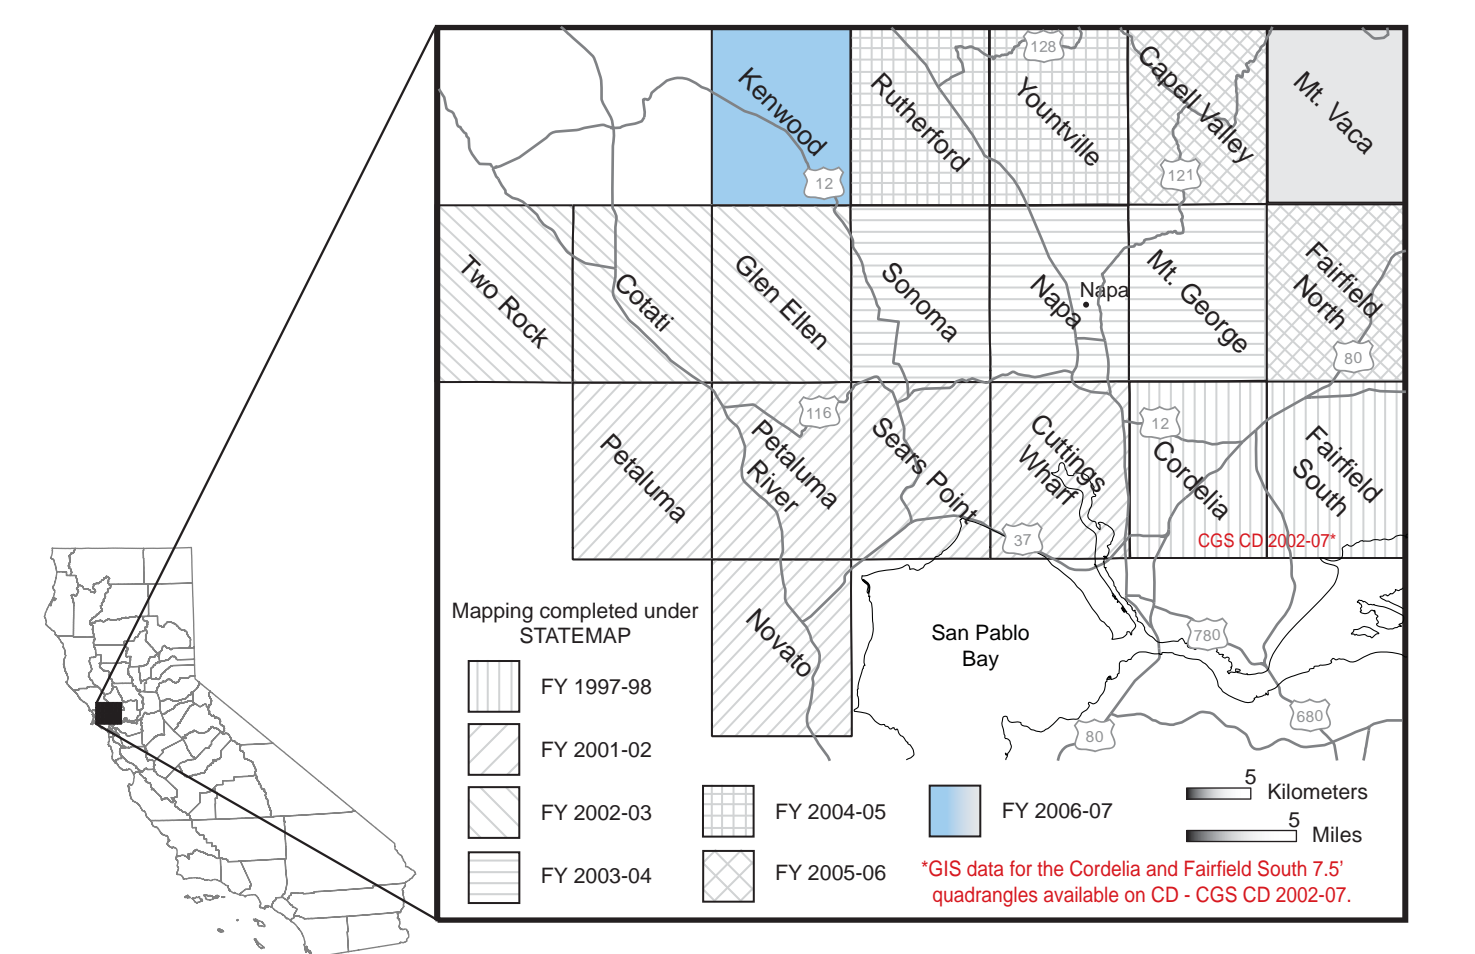 128
Kenwood
Rutherford
Yountville
Capell Valley
Mt. Vaca
12
121
Two Rock
Cotati
Glen Ellen
Sonoma
Napa
Napa
Mt. George
Fairfield
North
80
116
12
Petaluma
Petaluma
River
Sears Point
Cuttings
Wharf
Cordelia
Fairfield
South
37
CGS CD 2002-07*
Novato
San Pablo
Bay
780
680
80
Mapping completed under
STATEMAP
FY 1997-98
FY 2001-02
FY 2002-03
FY 2003-04
FY 2004-05
FY 2005-06
FY 2006-07
5
Kilometers
5
Miles
*GIS data for the Cordelia and Fairfield South 7.5'
quadrangles available on CD - CGS CD 2002-07.